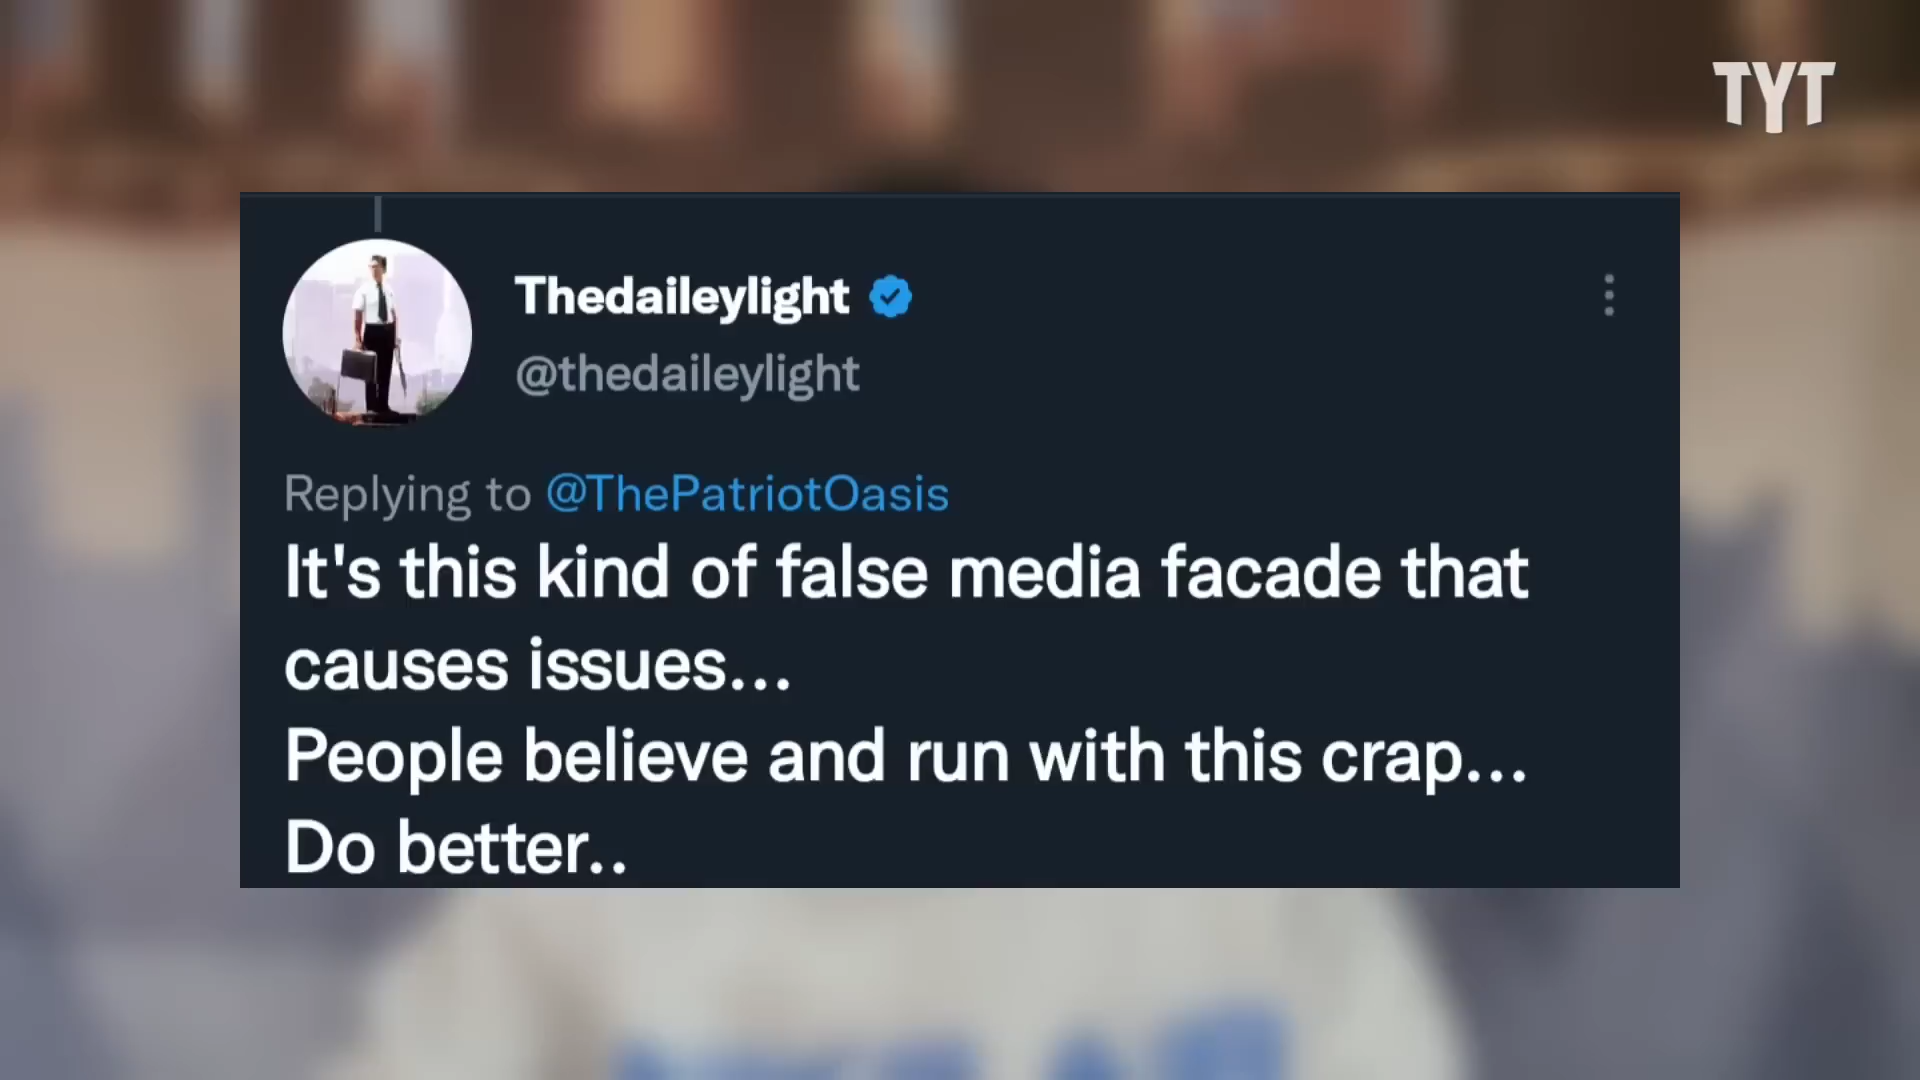 TYT
Thedaileylight
@thedaileylight
Replying to @ThePatriotOasis
It's this kind of false media facade that
causes issues...
People believe and run with this crap...
Do better..